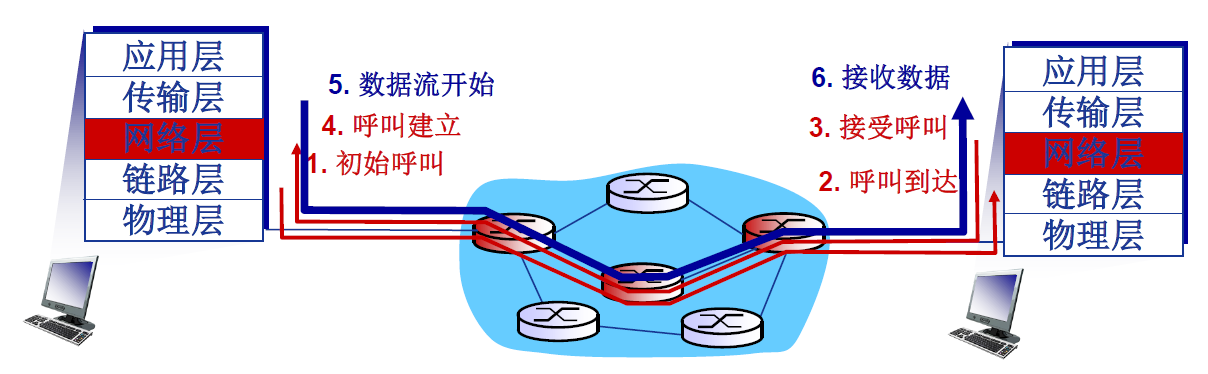 应用层
传输层
网络层
链路层
物理层
5. 数据流开始
4. 呼叫建立
1. 初始呼叫
6. 接收数据
3. 接受呼叫
2. 呼叫到达
应用层
传输层
网络层
链路层
物理层